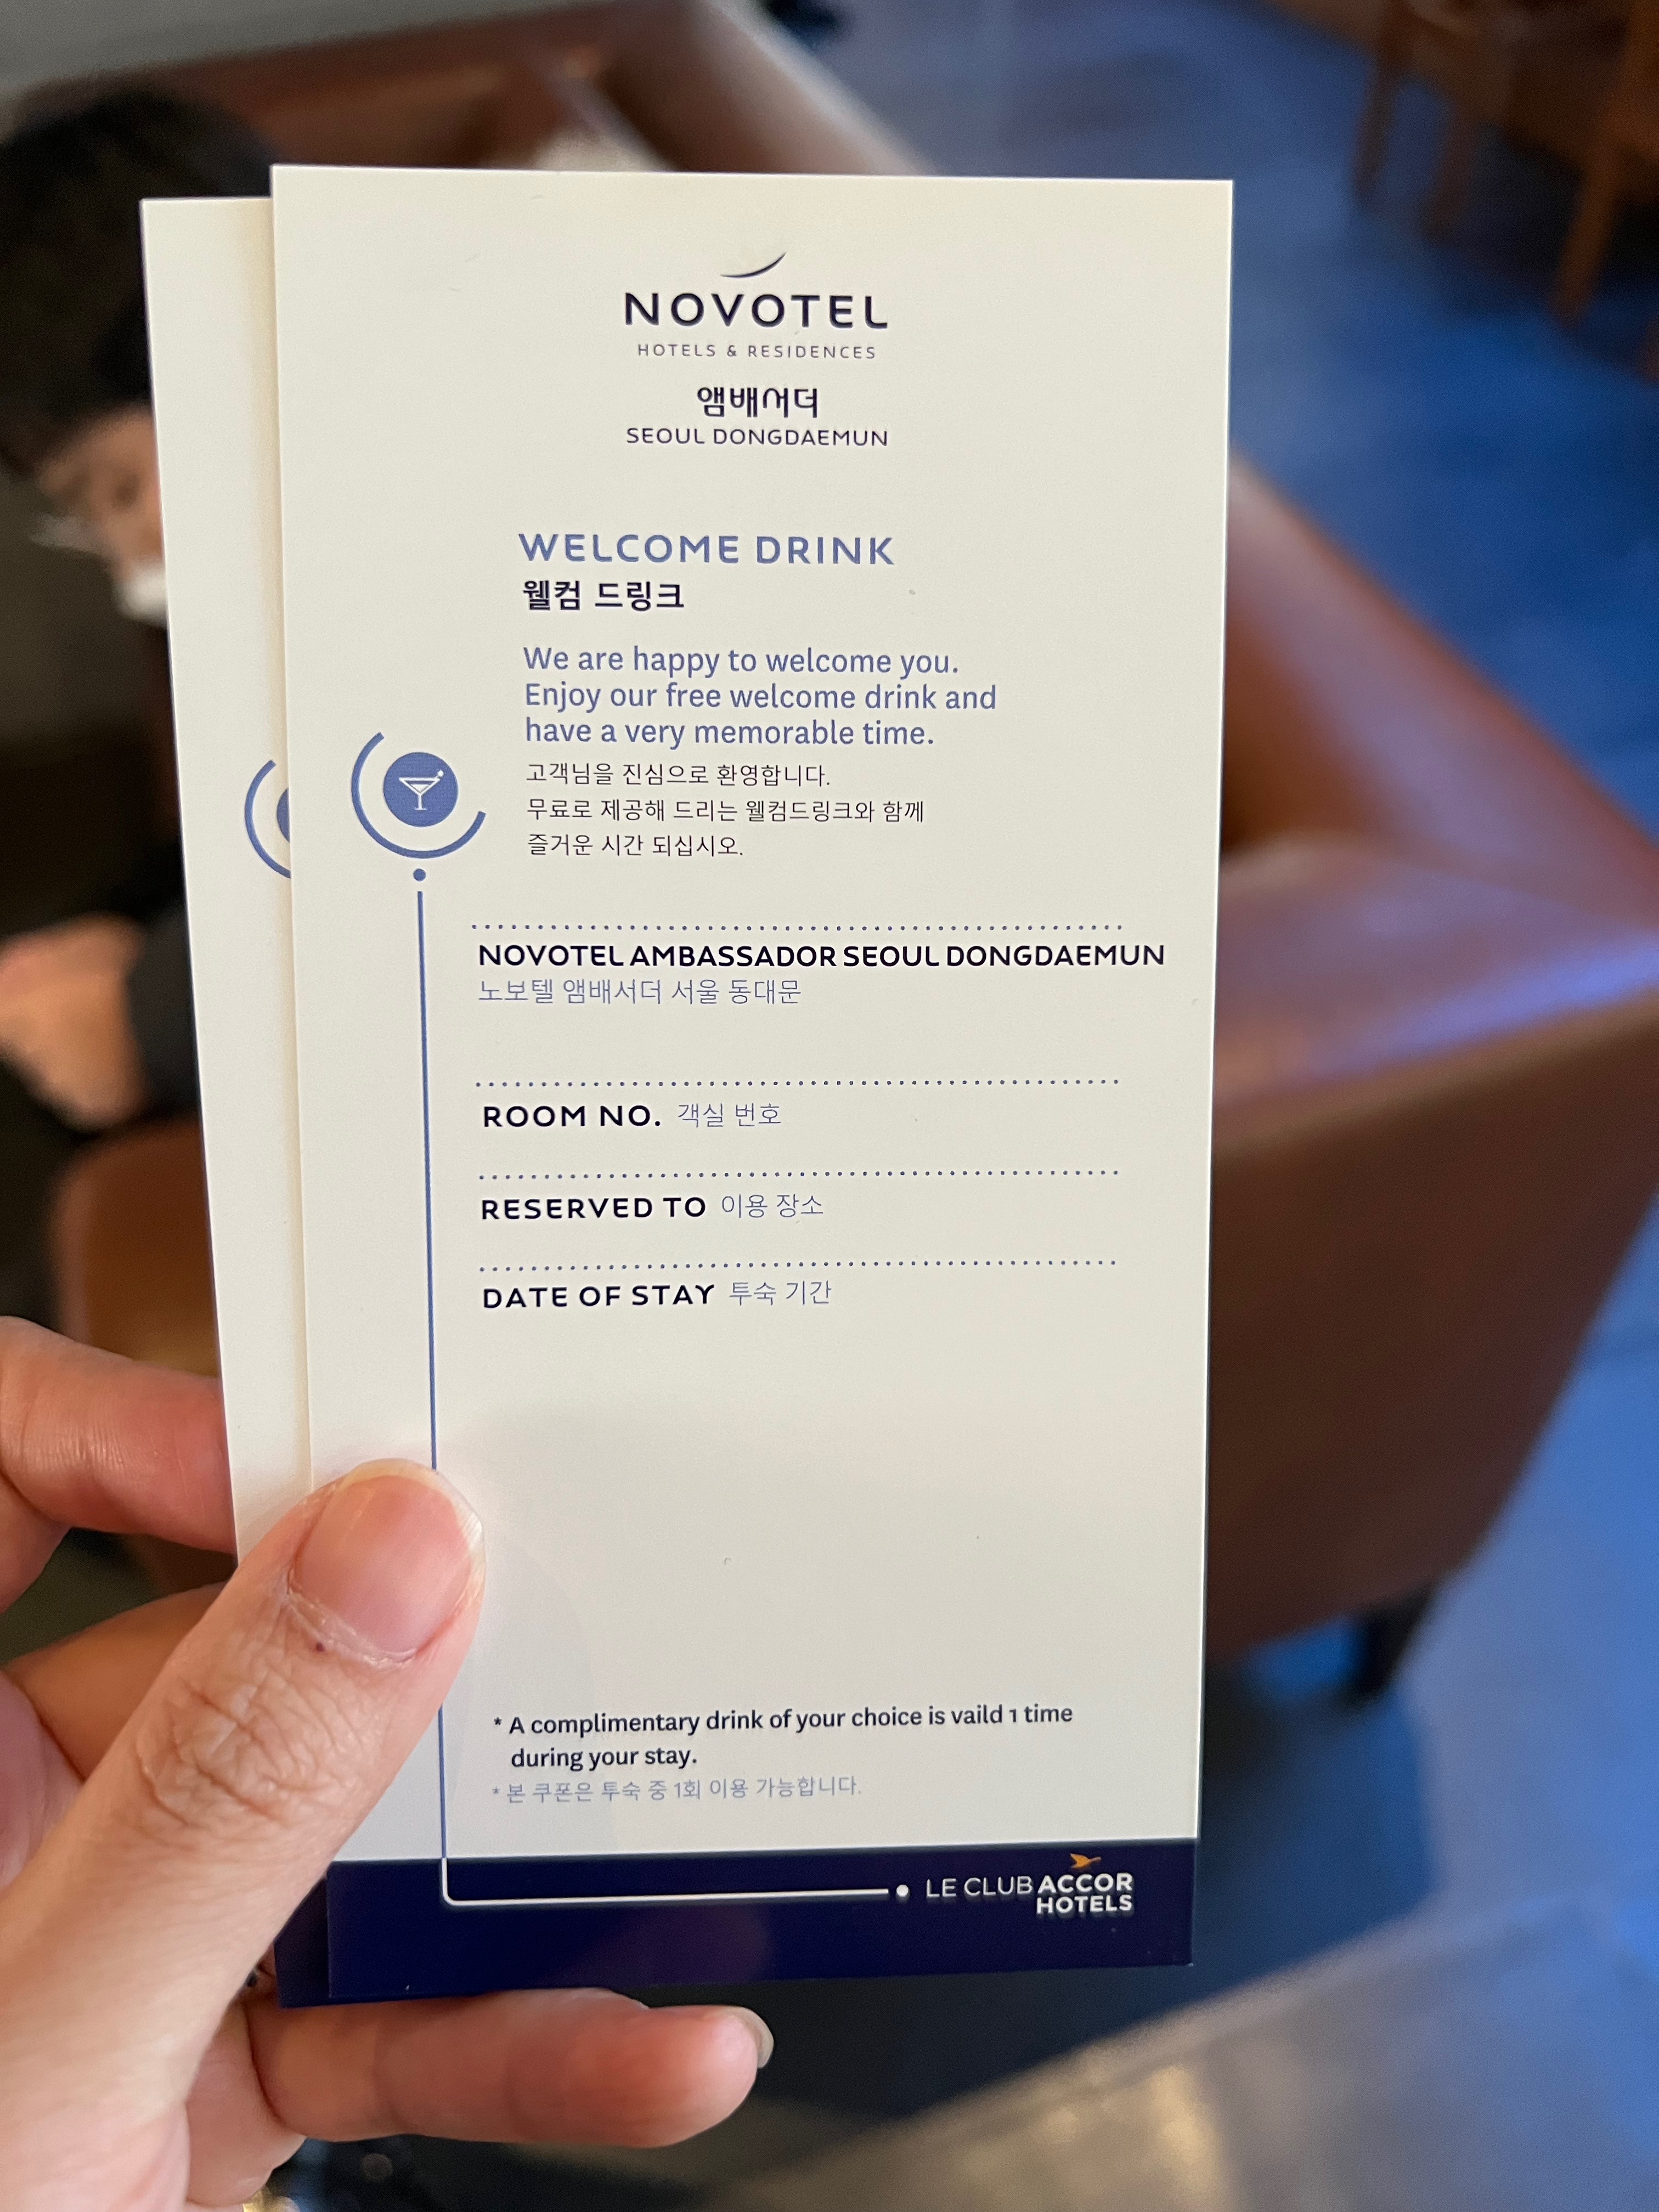 NOVOTEL
HOTELS & RESIDENCES
앰배서더
SEOUL DONGDAEMUN
WELCOME DRINK
웰컴 드링크
We are happy to welcome you.
Enjoy our free welcome drink and
have a very memorable time.
고객님을 진심으로 환영합니다.
무료로 제공해 드리는 웰컴드링크와 함께
즐거운 시간 되십시오.
NOVOTEL AMBASSADOR SEOUL DONGDAEMUN
노보텔 앰배서더 서울 동대문
ROOM NO. 객실 번호
RESERVED TO 이용 장소
DATE OF STAY 투숙 기간
* A complimentary drink of your choice is vaild 1 time
during your stay.
* 본 쿠폰은 투숙 중 1회 이용 가능합니다.
LE CLUB ACCOR
HOTELS